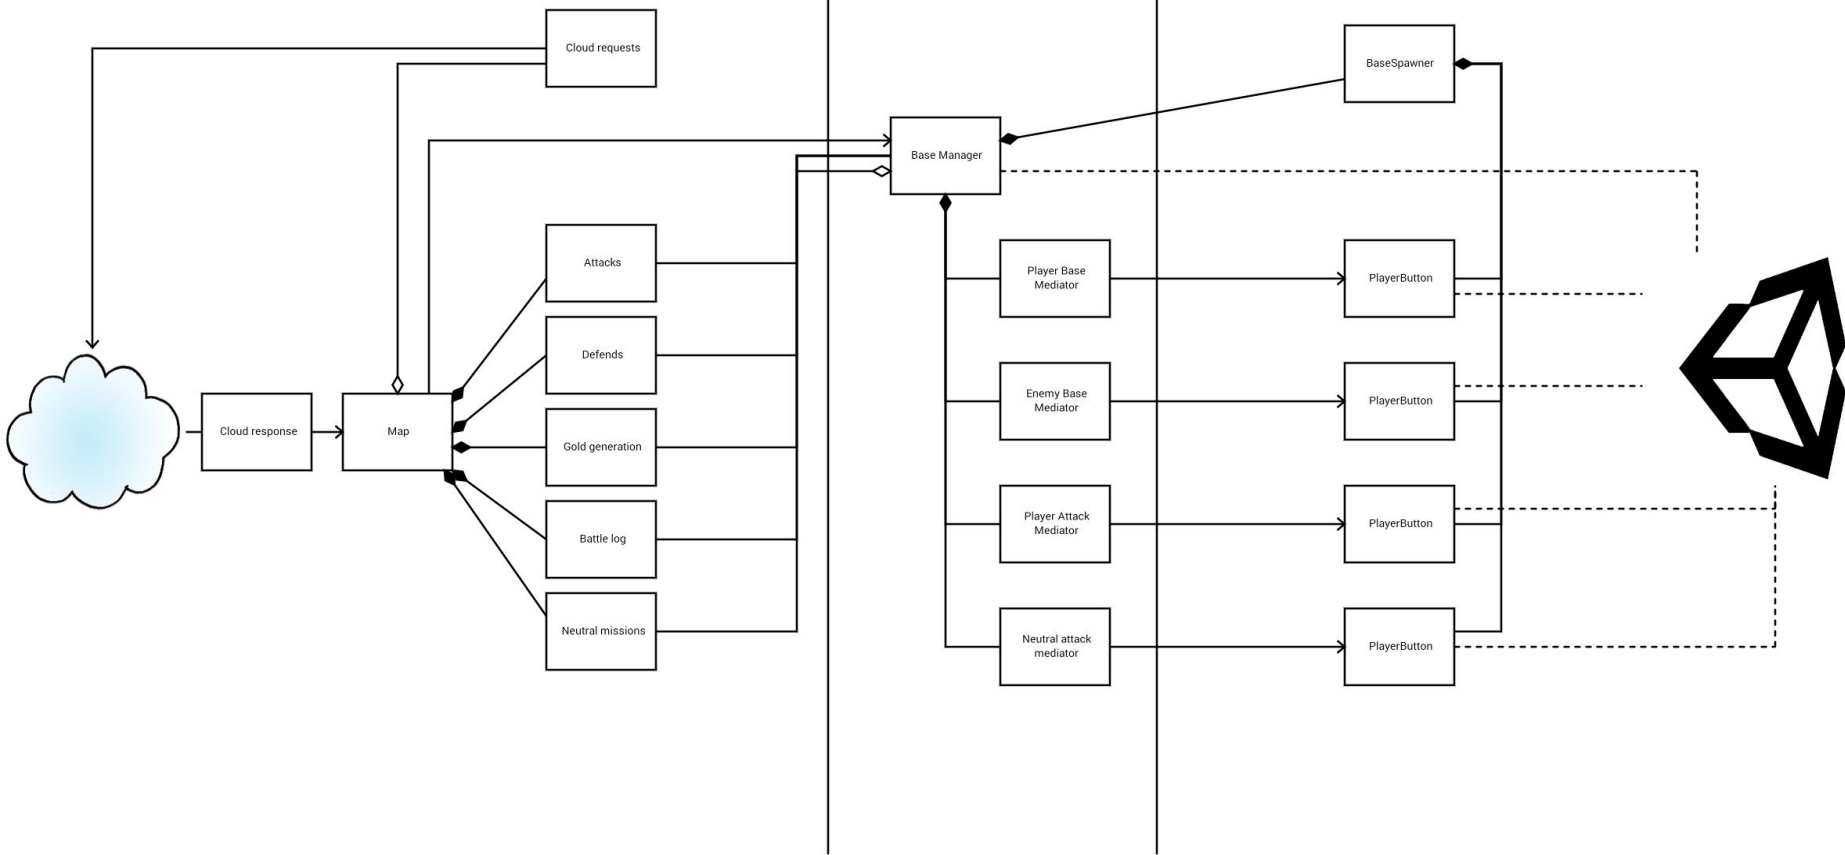 Cloud requests
BaseSpawner
Base Manager
Attacks
Player Base
Mediator
PlayerButton
Defends
Enemy Base
Mediator
PlayerButton
Cloud response
Map
Gold generation
Player Attack
Mediator
PlayerButton
Battle log
Neutral missions
Neutral attack
mediator
PlayerButton